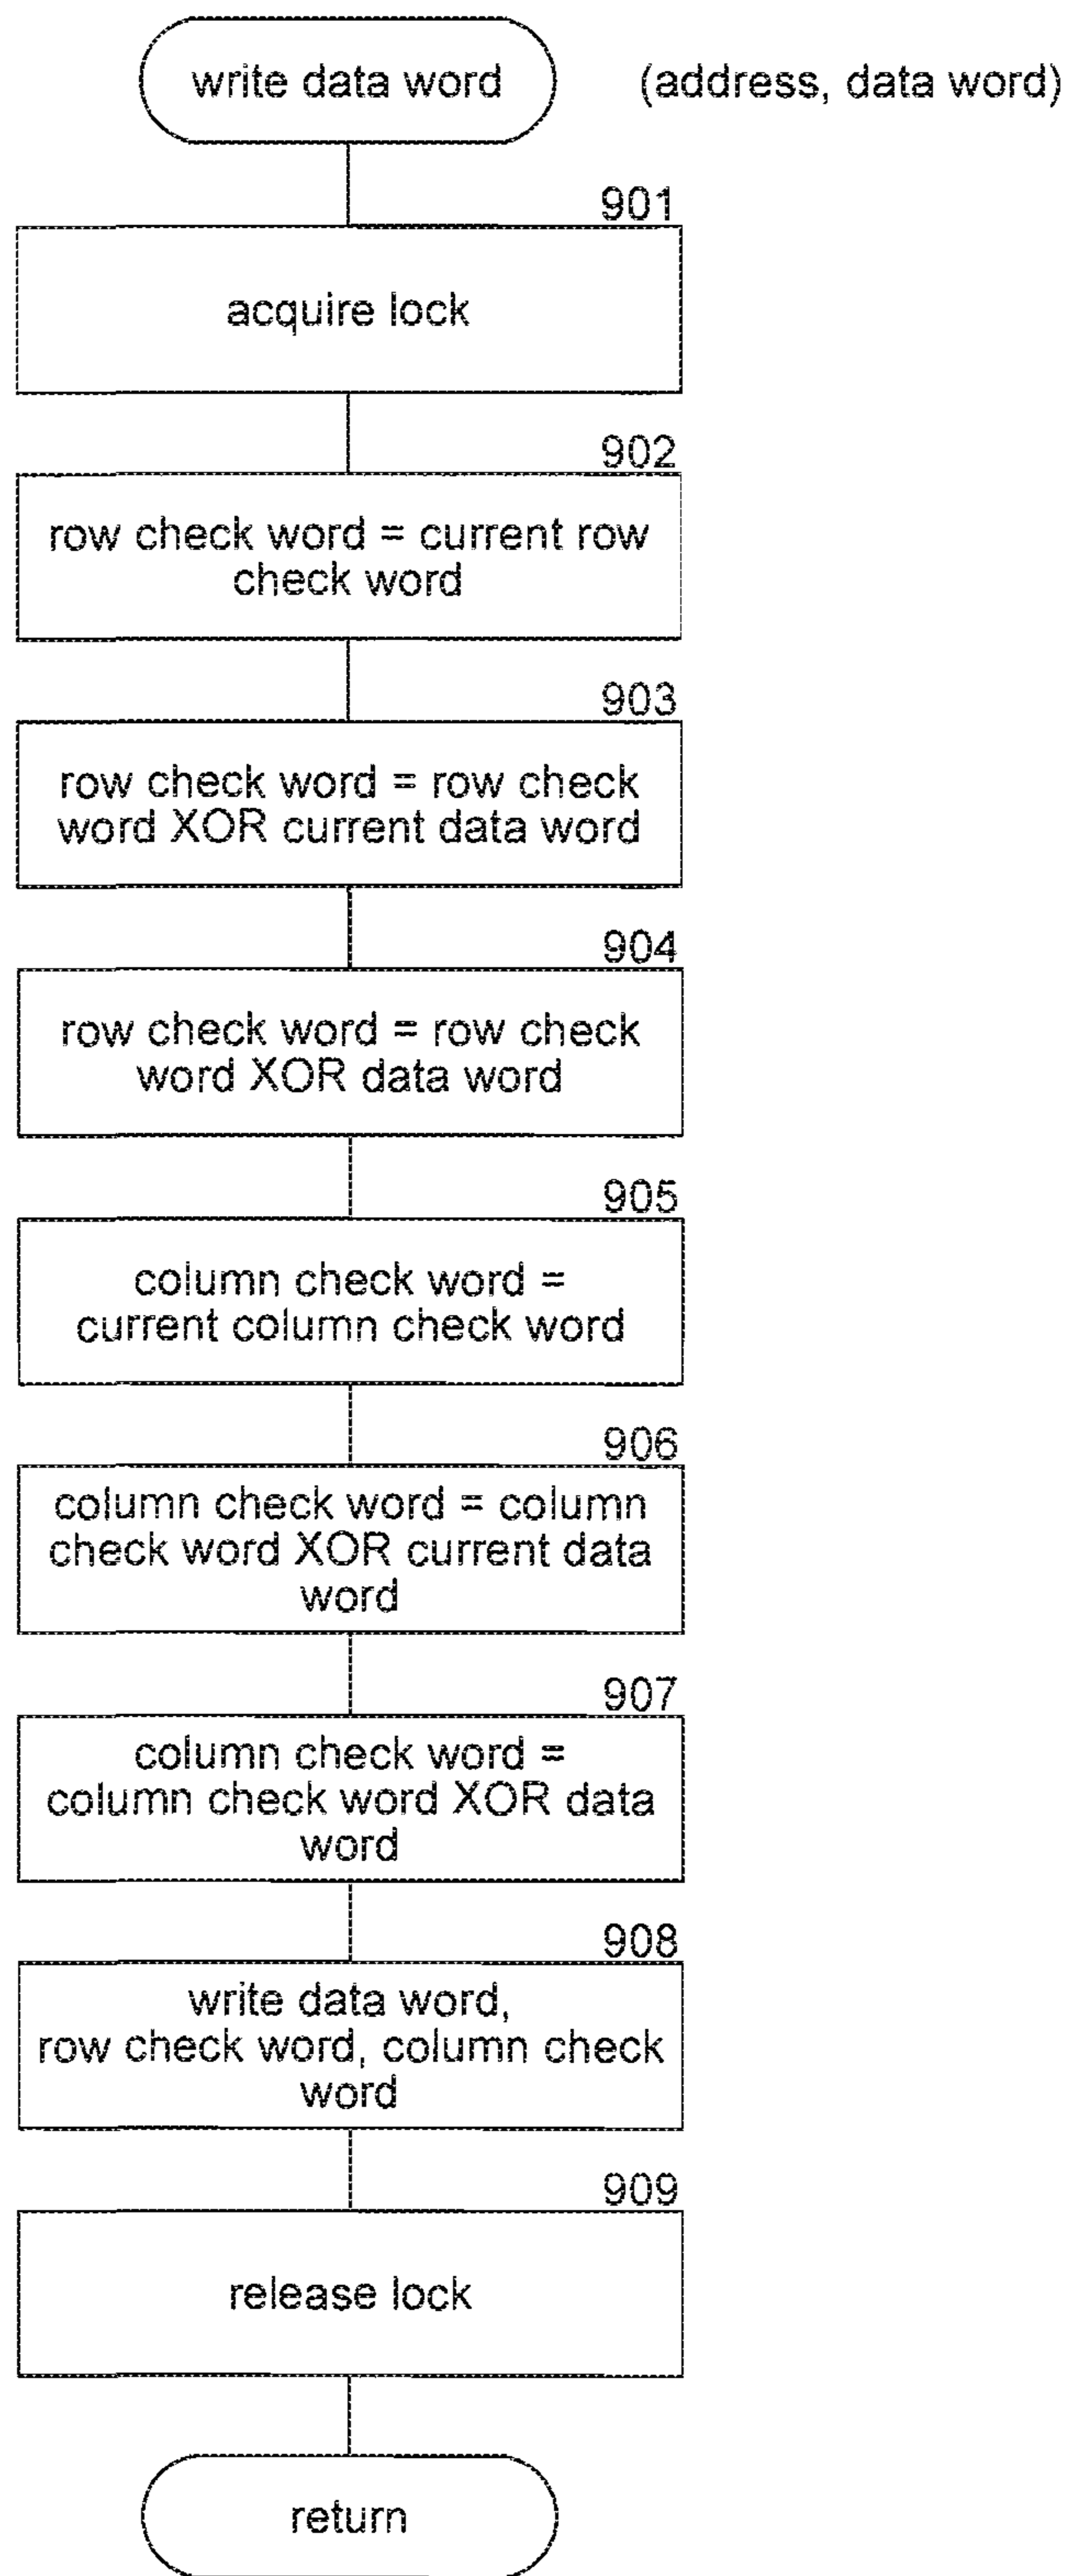 write data word (address, data word)
901
acquire lock
902
row check word = current row
check word
903
row check word = row check
word XOR current data word
904
row check word = row check
word XOR data word
905
column check word =
current column check word
906
column check word = column
check word XOR current data
word
907
column check word =
column check word XOR data
word
908
write data word,
row check word, column check
word
909
release lock
return